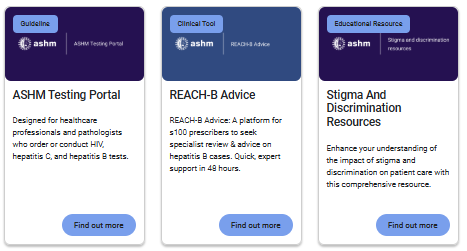 Guideline
ashm
ASHM Testing Portal
ASHM Testing Portal
Designed for healthcare
professionals and pathologists
who order or conduct HIV,
hepatitis C, and hepatitis B tests.
Find out more
Clinical Tool
ashm
REACH-B Advice
REACH-B Advice
REACH-B Advice: A platform for
s100 prescribers to seek
specialist review & advise on
hepatitis B cases. Quick, expert
support in 48 hours.
Find out more
Educational Resource
ashm
Stigma and discrimination
resources
Stigma And
Discrimination
Resources
Enhance your understanding of
the impact of stigma and
discrimination on patient care with
this comprehensive resource.
Find out more